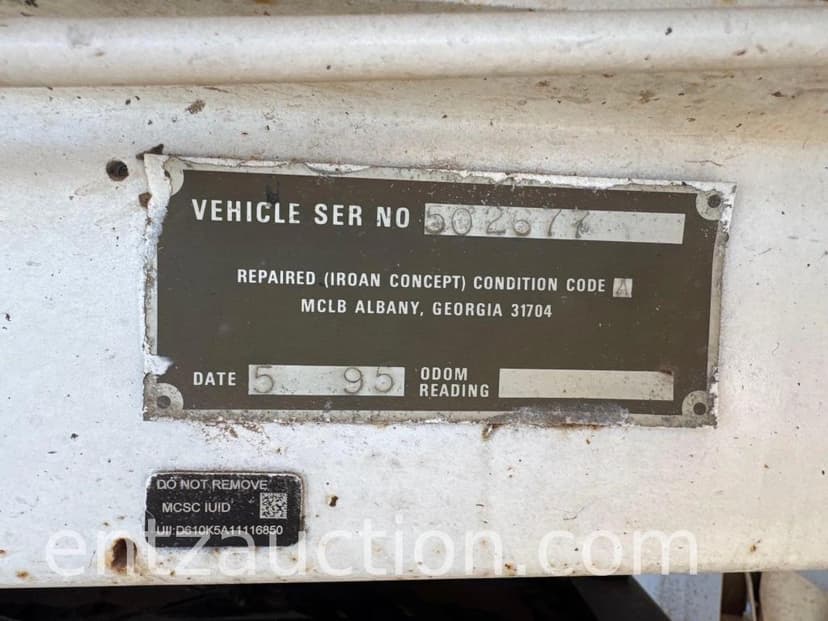 VEHICLE SER NO 502677
REPAIRED (IROAN CONCEPT) CONDITION CODE A
MCLB ALBANY, GEORGIA 31704
DATE 5 95
ODOM READING
DO NOT REMOVE
MCSC IUID
UII:D610K5A11116850
entzauction.com